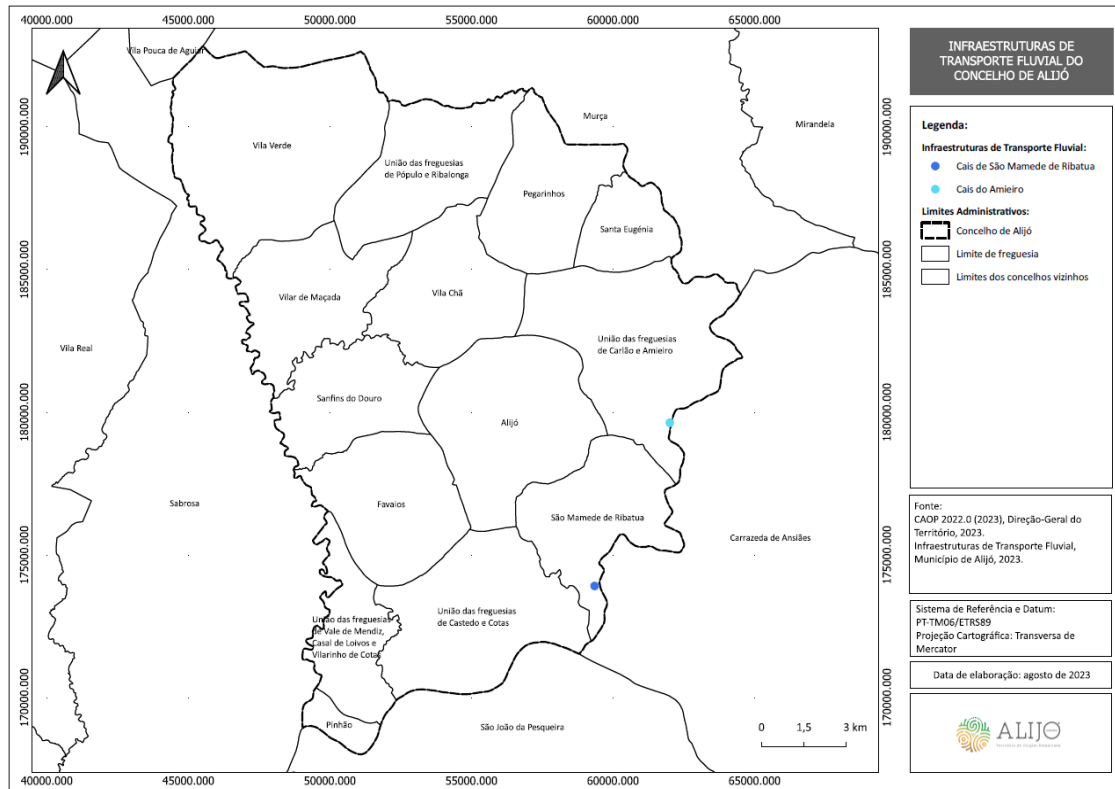 40000.000 45000.000 50000.000 55000.000 60000.000 65000.000
Vila Pouca de Aguiar
Murça
Mirandela
190000.000
190000.000
Vila Verde
União das freguesias
de Pópulo e Ribalonga
Pegarinhos
Santa Eugénia
185000.000
185000.000
Vilar de Maçada
Vila Chã
Vila Real
União das freguesias
de Carlão e Amieiro
Sanfins do Douro
Alijó
180000.000
180000.000
Sabrosa
Favaios
São Mamede de Ribatua
Carrazeda de Ansiães
175000.000
175000.000
União das freguesias
de Vale de Mendiz,
Casal de Loivos e
Vilarinho de Cotas
União das freguesias
de Castedo e Cotas
170000.000
170000.000
Pinhão
São João da Pesqueira
0 1,5 3 km
40000.000 45000.000 50000.000 55000.000 60000.000 65000.000
INFRAESTRUTURAS DE
TRANSPORTE FLUVIAL DO
CONCELHO DE ALIJÓ
Legenda:
Infraestruturas de Transporte Fluvial:
Cais de São Mamede de Ribatua
Cais do Amieiro
Limites Administrativos:
Concelho de Alijó
Limite de freguesia
Limites dos concelhos vizinhos
Fonte:
CAOP 2022.0 (2023), Direção-Geral do
Território, 2023.
Infraestruturas de Transporte Fluvial,
Município de Alijó, 2023.
Sistema de Referência e Datum:
PT-TM06/ETRS89
Projeção Cartográfica: Transversa de
Mercator
Data de elaboração: agosto de 2023
ALIJÓ